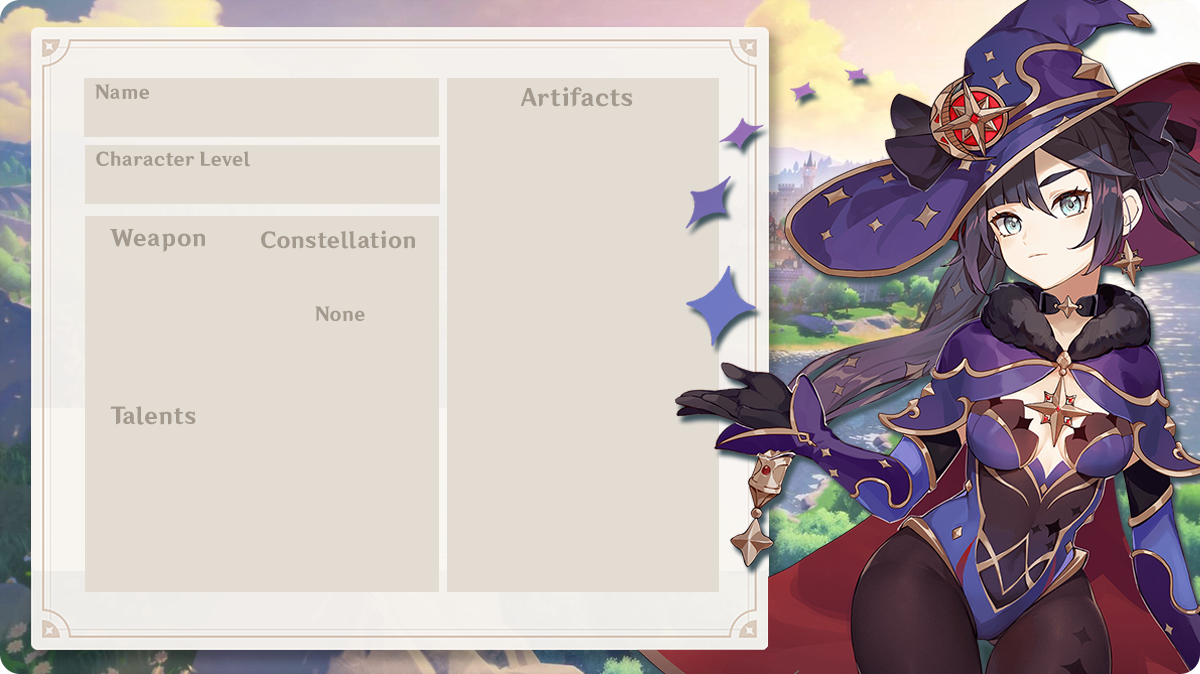 Name
Artifacts
Character Level
Weapon
Constellation
None
Talents